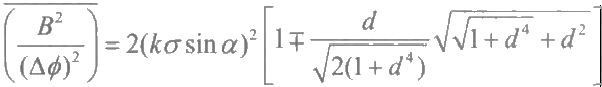 $$\overline{\left(\frac{B^2}{(\Delta\phi)^2}\right)} = 2(k\sigma\sin\alpha)^2\left[1\mp\frac{d}{\sqrt{2(1+d^4)}}\sqrt{\sqrt{1+d^4}+d^2}\right]$$